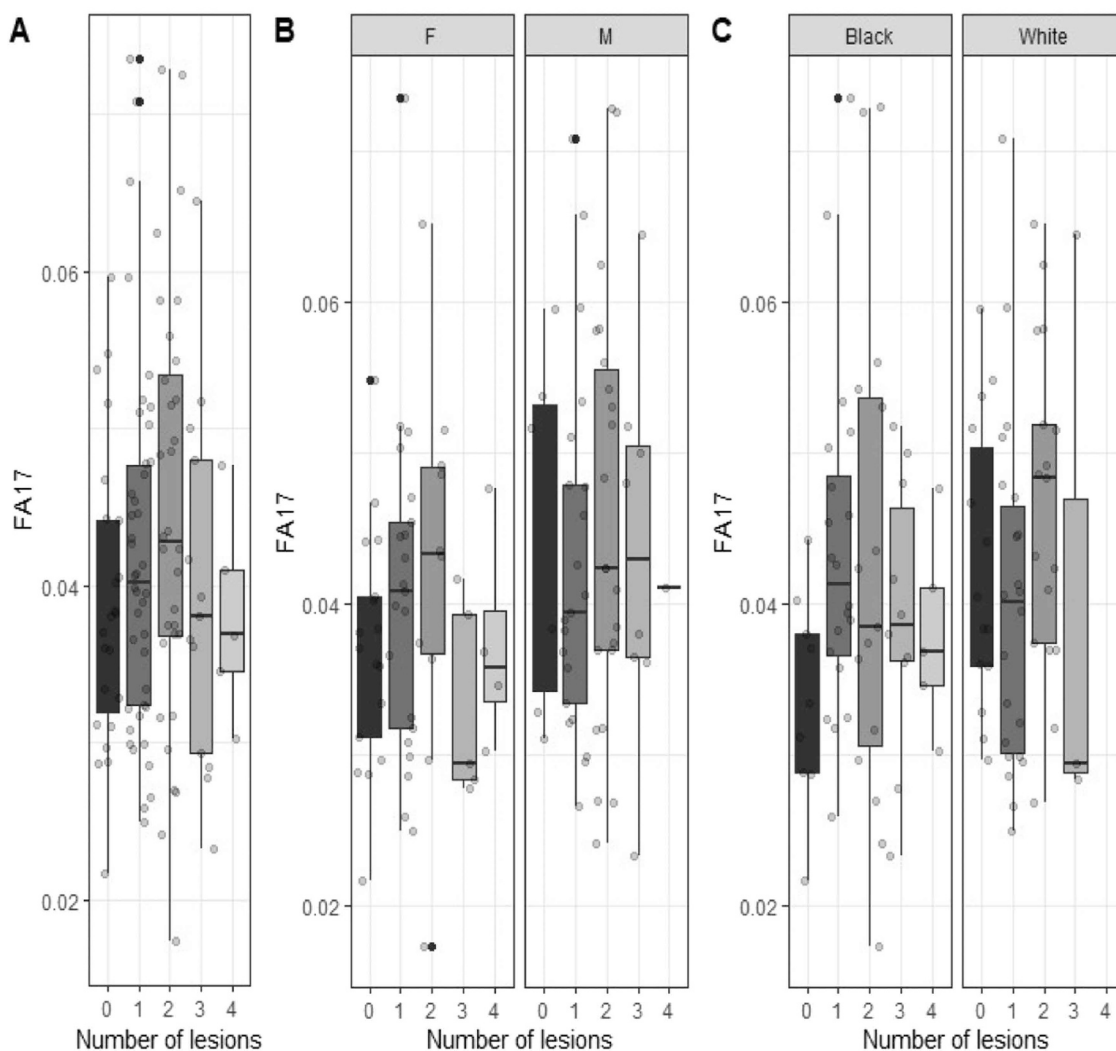 A
B
C
F
M
Black
White
FA17
FA17
FA17
0.06
0.04
0.02
0.06
0.04
0.02
0.06
0.04
0.02
0 1 2 3 4
0 1 2 3 4
0 1 2 3 4
0 1 2 3 4
0 1 2 3 4
Number of lesions
Number of lesions
Number of lesions